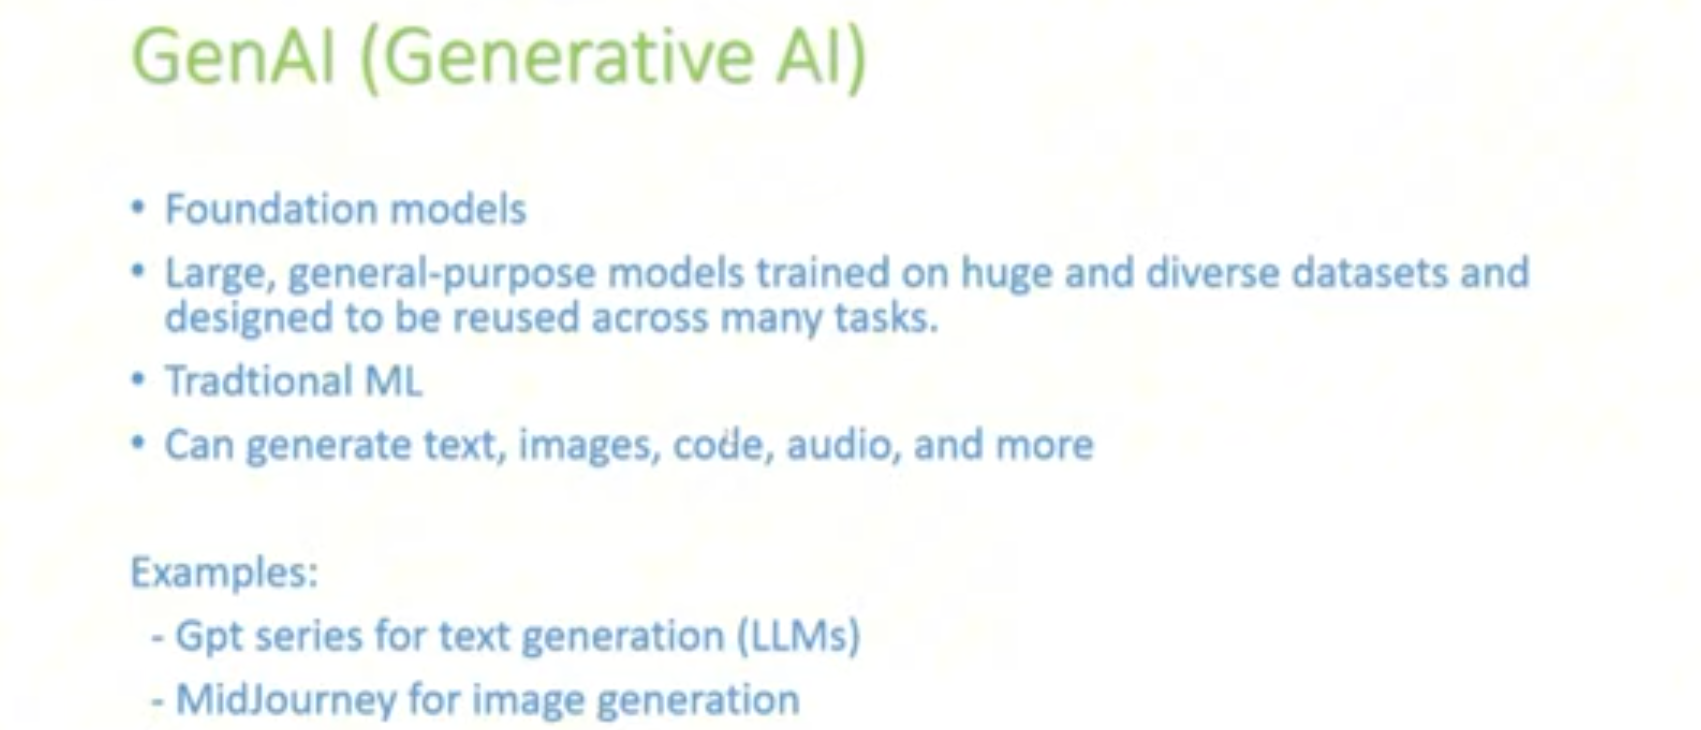 GenAI (Generative AI)
• Foundation models
• Large, general-purpose models trained on huge and diverse datasets and
designed to be reused across many tasks.
• Tradtional ML
• Can generate text, images, code, audio, and more
Examples:
- Gpt series for text generation (LLMs)
- MidJourney for image generation